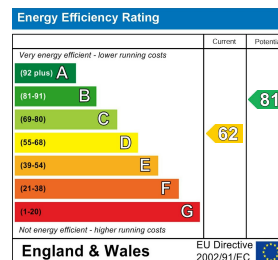 Energy Efficiency Rating
Current
Potentia
Very energy efficient - lower running costs
(92 plus) A
(81-91) B
81
(69-80) C
62
(55-68) D
(39-54) E
(21-38) F
(1-20) G
Not energy efficient - higher running costs
England & Wales
EU Directive
2002/91/EC